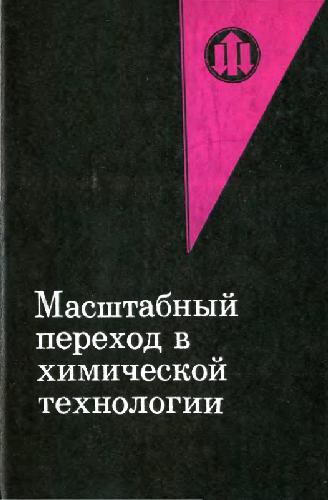 Масштабный
переход в
химической
технологии